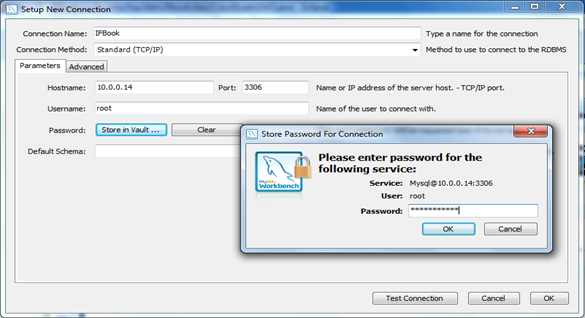 Setup New Connection
Connection Name: IFBook Type a name for the connection
Connection Method: Standard (TCP/IP) Method to use to connect to the RDBMS
Parameters Advanced
Hostname: 10.0.0.14 Port: 3306 Name or IP address of the server host. - TCP/IP port.
Username: root Name of the user to connect with.
Password: Store in Vault ... Clear
Default Schema:
Store Password For Connection
Please enter password for the
following service:
Service: Mysql@10.0.0.14:3306
User: root
Password: ***********
OK Cancel
MySQL
Workbench
Test Connection Cancel OK